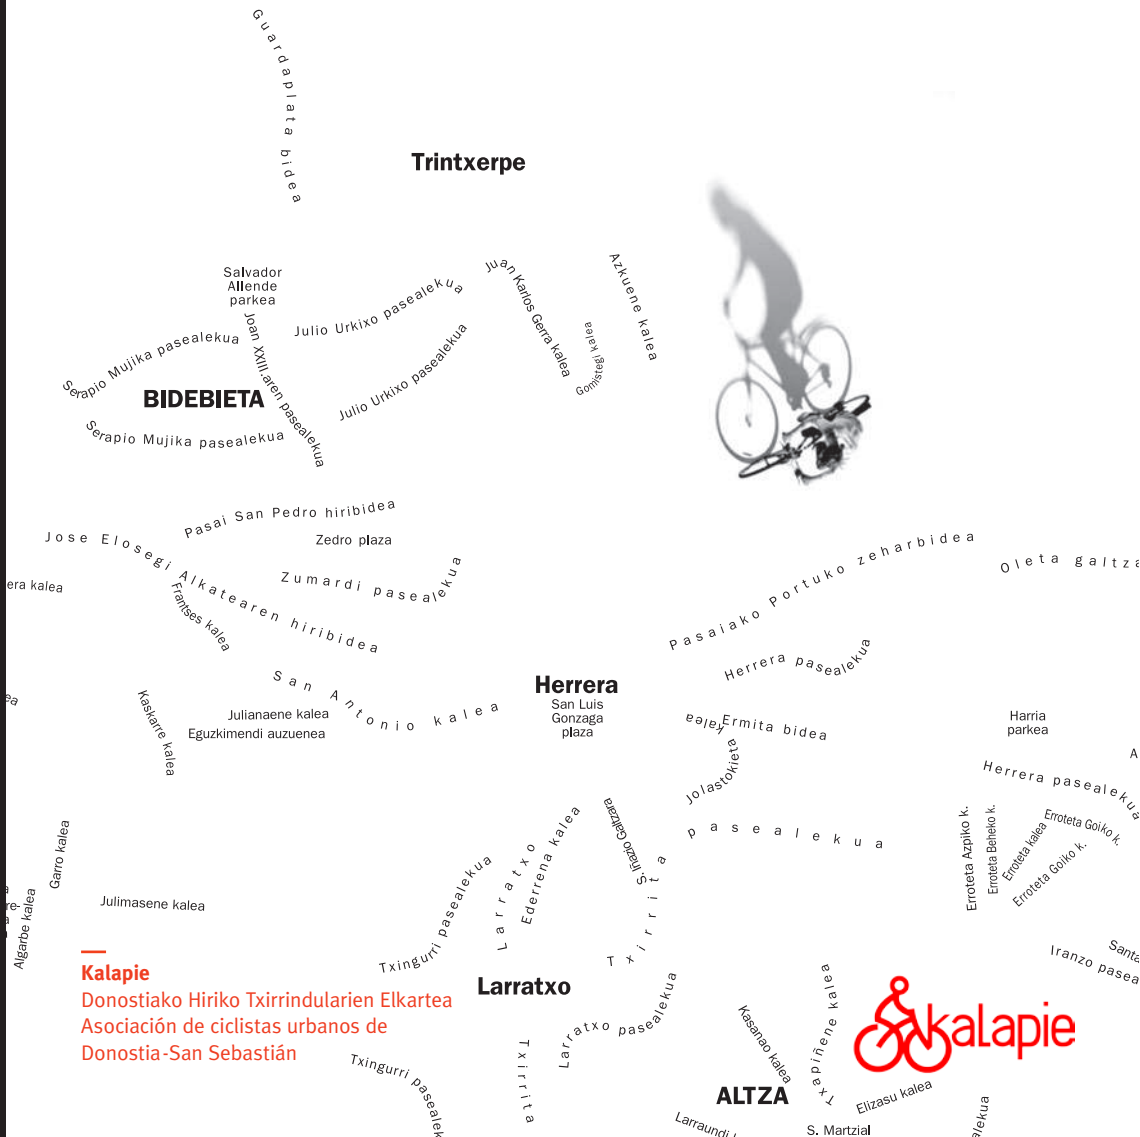 Guardaplata bidea
Trintxerpe
Salvador
Allende
parkea
Joan XXIII.aren pasealekua
Julio Urkixo pasealekua
Juan Karlos Gerra kalea
Azkuene kalea
Gomistegi kalea
Serapio Mujika pasealekua
BIDEBIETA
Julio Urkixo pasealekua
Serapio Mujika pasealekua
Pasai San Pedro hiribidea
Zedro plaza
Jose Elosegi Alkatearen hiribidea
Zumardi pasealekua
Pasaiako Portuko zeharbidea
Oleta galtza
era kalea
Frantses kalea
Herrera pasealekua
San Antonio kalea
Herrera
San Luis
Gonzaga
plaza
ea
Kaskarre kalea
Julianaene kalea
Eguzkimendi auzuenea
Jolastokieta kalea
Ermita bidea
Harria
parkea
A
Herrera pasealekua
Garro kalea
Algarbe kalea
a
re-
a
Julimasene kalea
Txingurri pasealekua
Larratxo
Ederrena kalea
S. Iñazio Galtzara
Txirrita pasealekua
Erroteta Azpiko k.
Erroteta Beheko k.
Erroteta kalea
Erroteta Goiko k.
Erroteta Goiko k.
Santa
Iranzo pasea
Kalapie
Donostiako Hiriko Txirrindularien Elkartea
Asociación de ciclistas urbanos de
Donostia-San Sebastián
Larratxo
Larratxo pasealekua
Txirrita
Txingurri pasealek
Kasanao kalea
Txapiñene kalea
kalapie
ALTZA
Elizasu kalea
Larraundi
S. Martzial
alekua